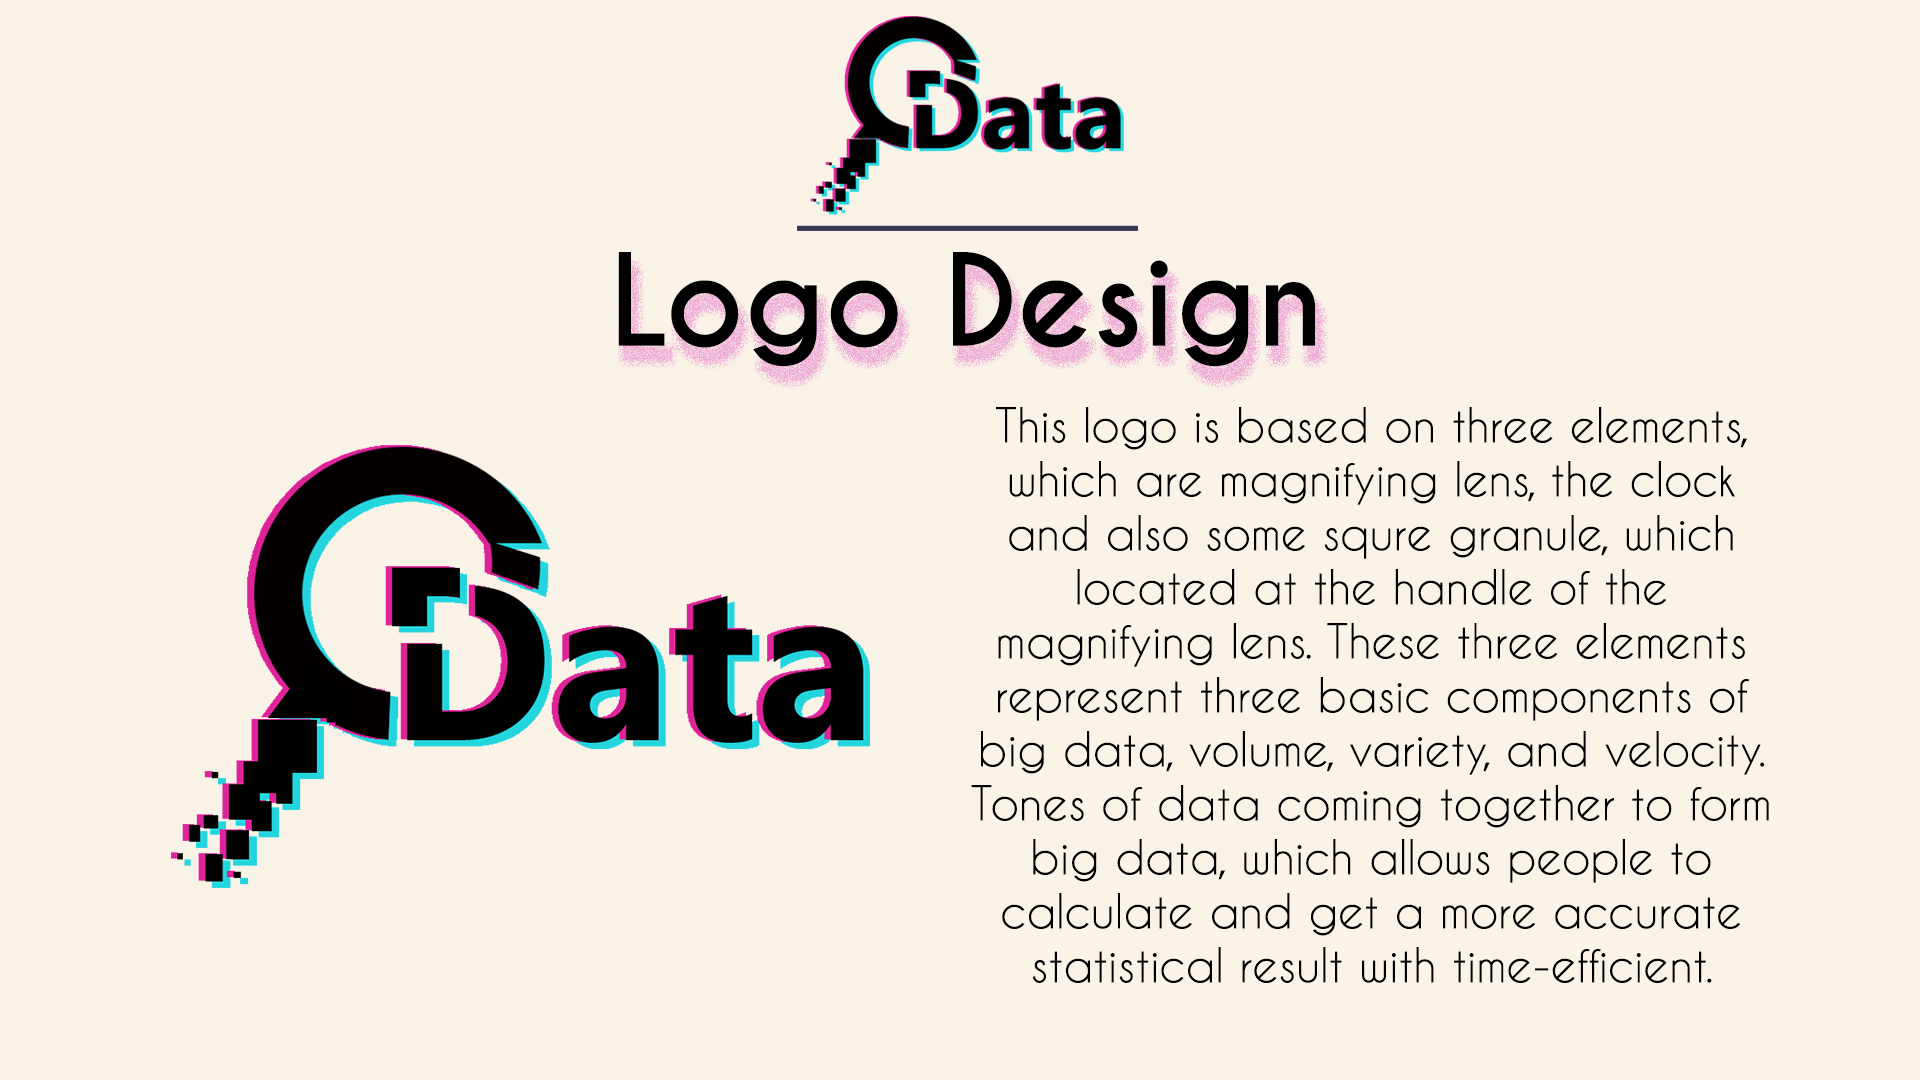 Data
Logo Design
Data
This logo is based on three elements,
which are magnifying lens, the clock
and also some squre granule, which
located at the handle of the
magnifying lens. These three elements
represent three basic components of
big data, volume, variety, and velocity.
Tones of data coming together to form
big data, which allows people to
calculate and get a more accurate
statistical result with time-efficient.